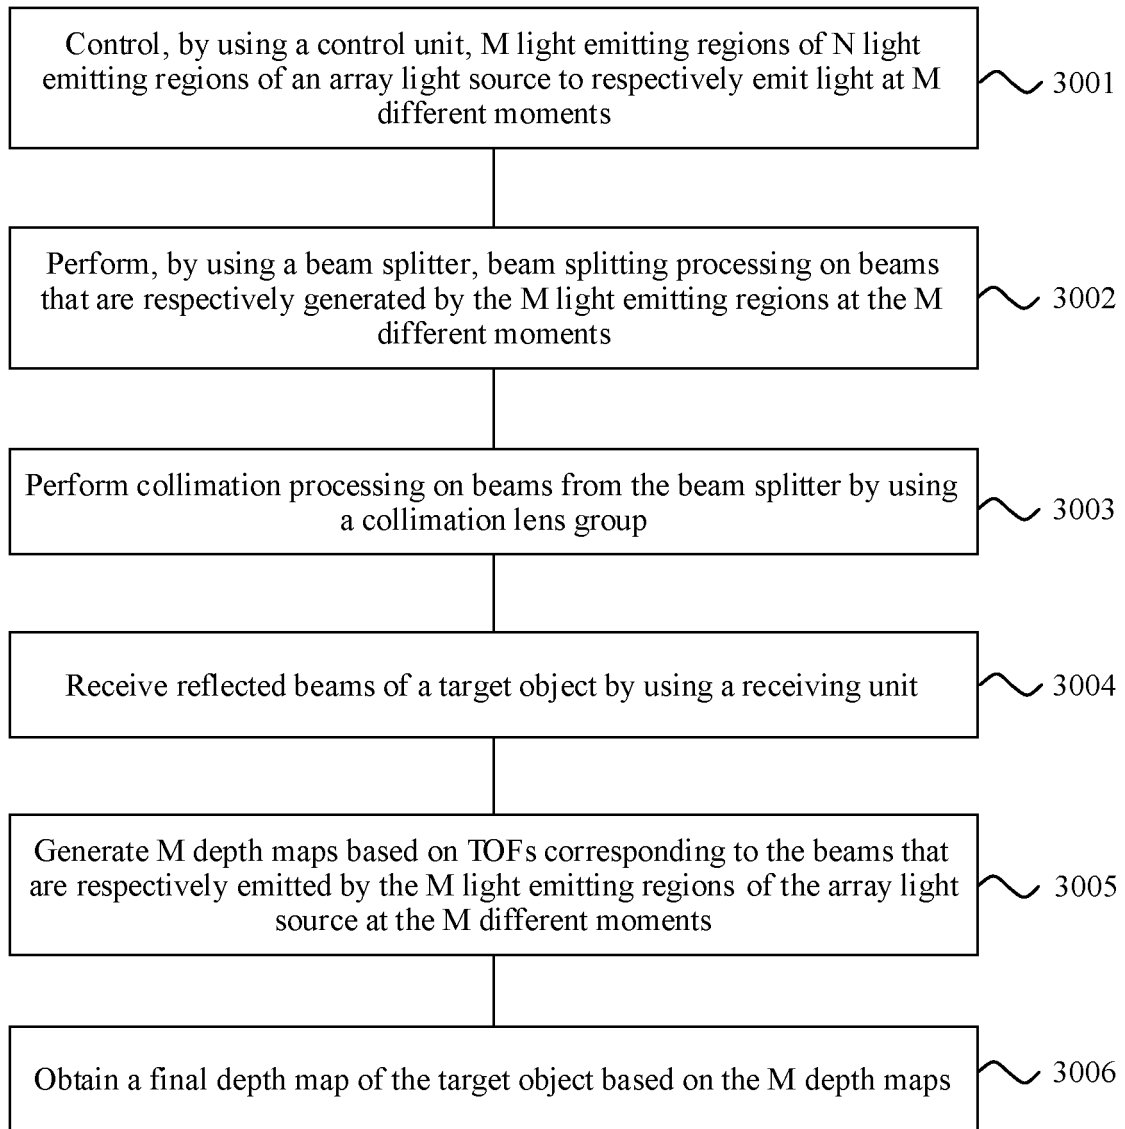 Control, by using a control unit, M light emitting regions of N light
emitting regions of an array light source to respectively emit light at M
different moments
3001
Perform, by using a beam splitter, beam splitting processing on beams
that are respectively generated by the M light emitting regions at the M
different moments
3002
Perform collimation processing on beams from the beam splitter by using
a collimation lens group
3003
Receive reflected beams of a target object by using a receiving unit
3004
Generate M depth maps based on TOFs corresponding to the beams that
are respectively emitted by the M light emitting regions of the array light
source at the M different moments
3005
Obtain a final depth map of the target object based on the M depth maps
3006